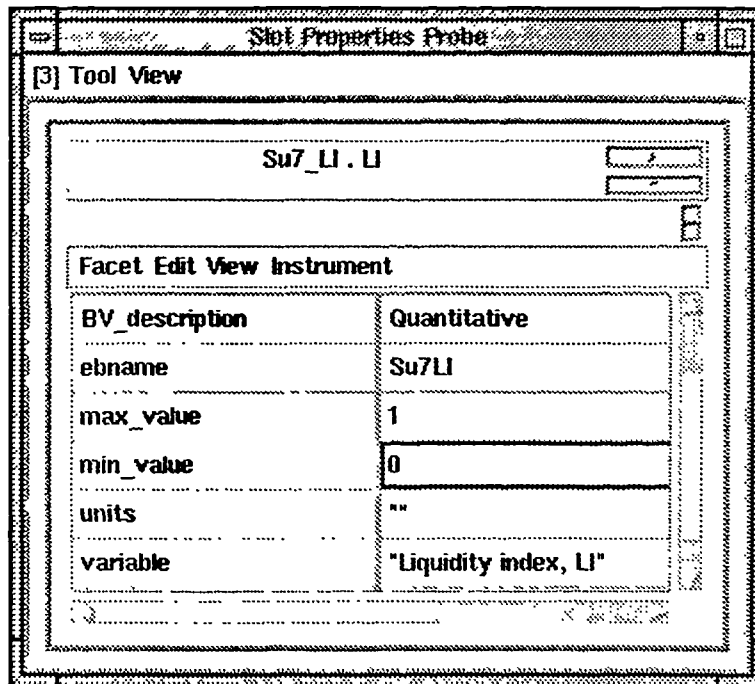 Slot Properties Probe
[3] Tool View
Su7_LI . LI
Facet Edit View Instrument
BV_description Quantitative
ebname Su7LI
max_value 1
min_value 0
units ""
variable "Liquidity index, LI"